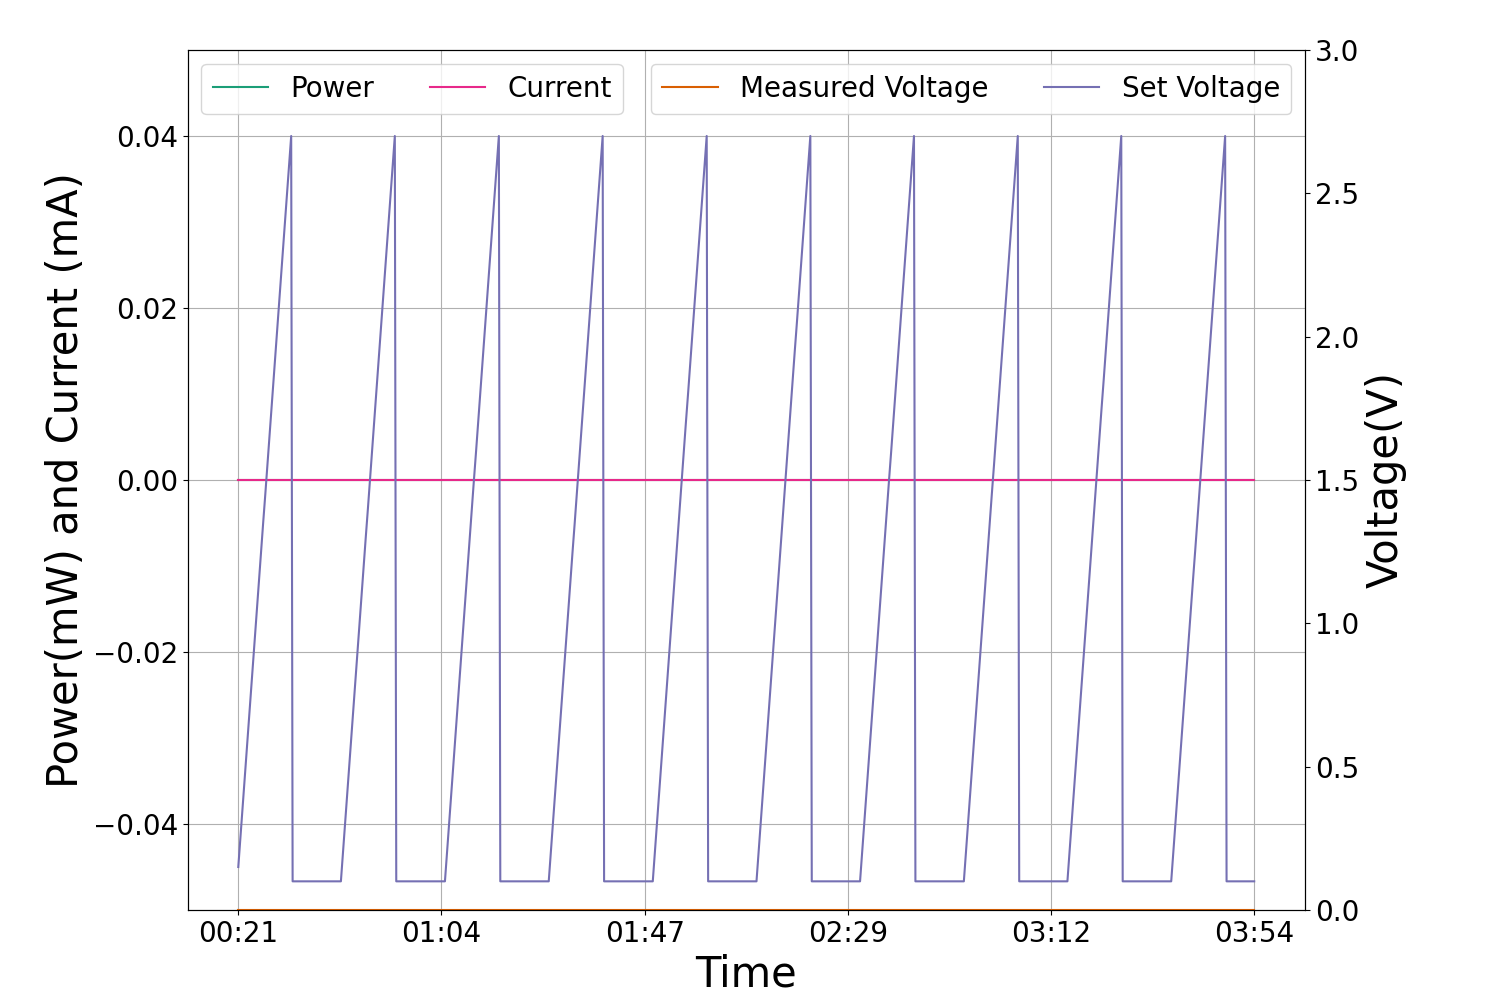 Power Current Measured Voltage Set Voltage
Power(mW) and Current (mA)
0.04
0.02
0.00
−0.02
−0.04
3.0
2.5
2.0
1.5
1.0
0.5
0.0
Voltage(V)
00:21 01:04 01:47 02:29 03:12 03:54
Time